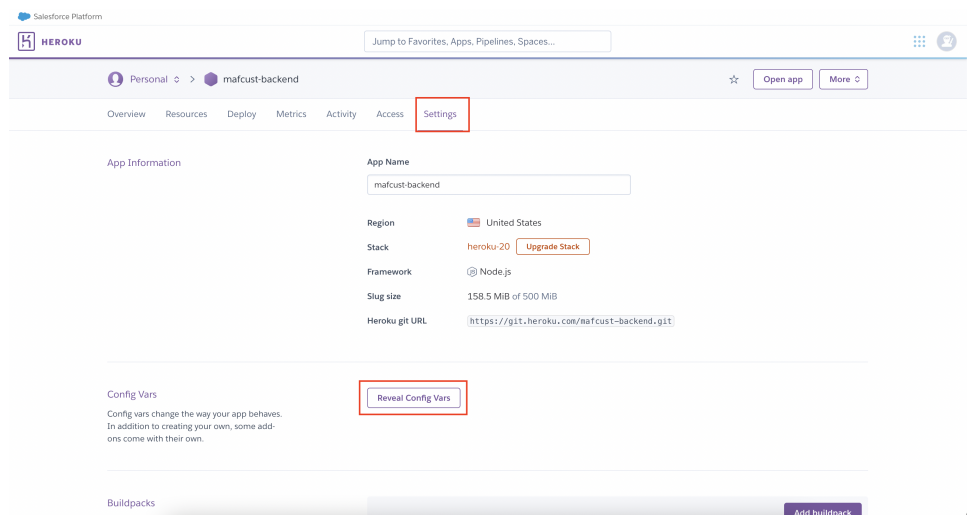 Salesforce Platform
HEROKU
Jump to Favorites, Apps, Pipelines, Spaces...
Personal > mafcust-backend
Open app
More
Overview Resources Deploy Metrics Activity Access Settings
App Information
App Name
mafcust-backend
Region United States
Stack heroku-20 Upgrade Stack
Framework Node.js
Slug size 158.5 MiB of 500 MiB
Heroku git URL https://git.heroku.com/mafcust-backend.git
Config Vars
Config vars change the way your app behaves.
In addition to creating your own, some add-
ons come with their own.
Reveal Config Vars
Buildpacks
Add buildpack